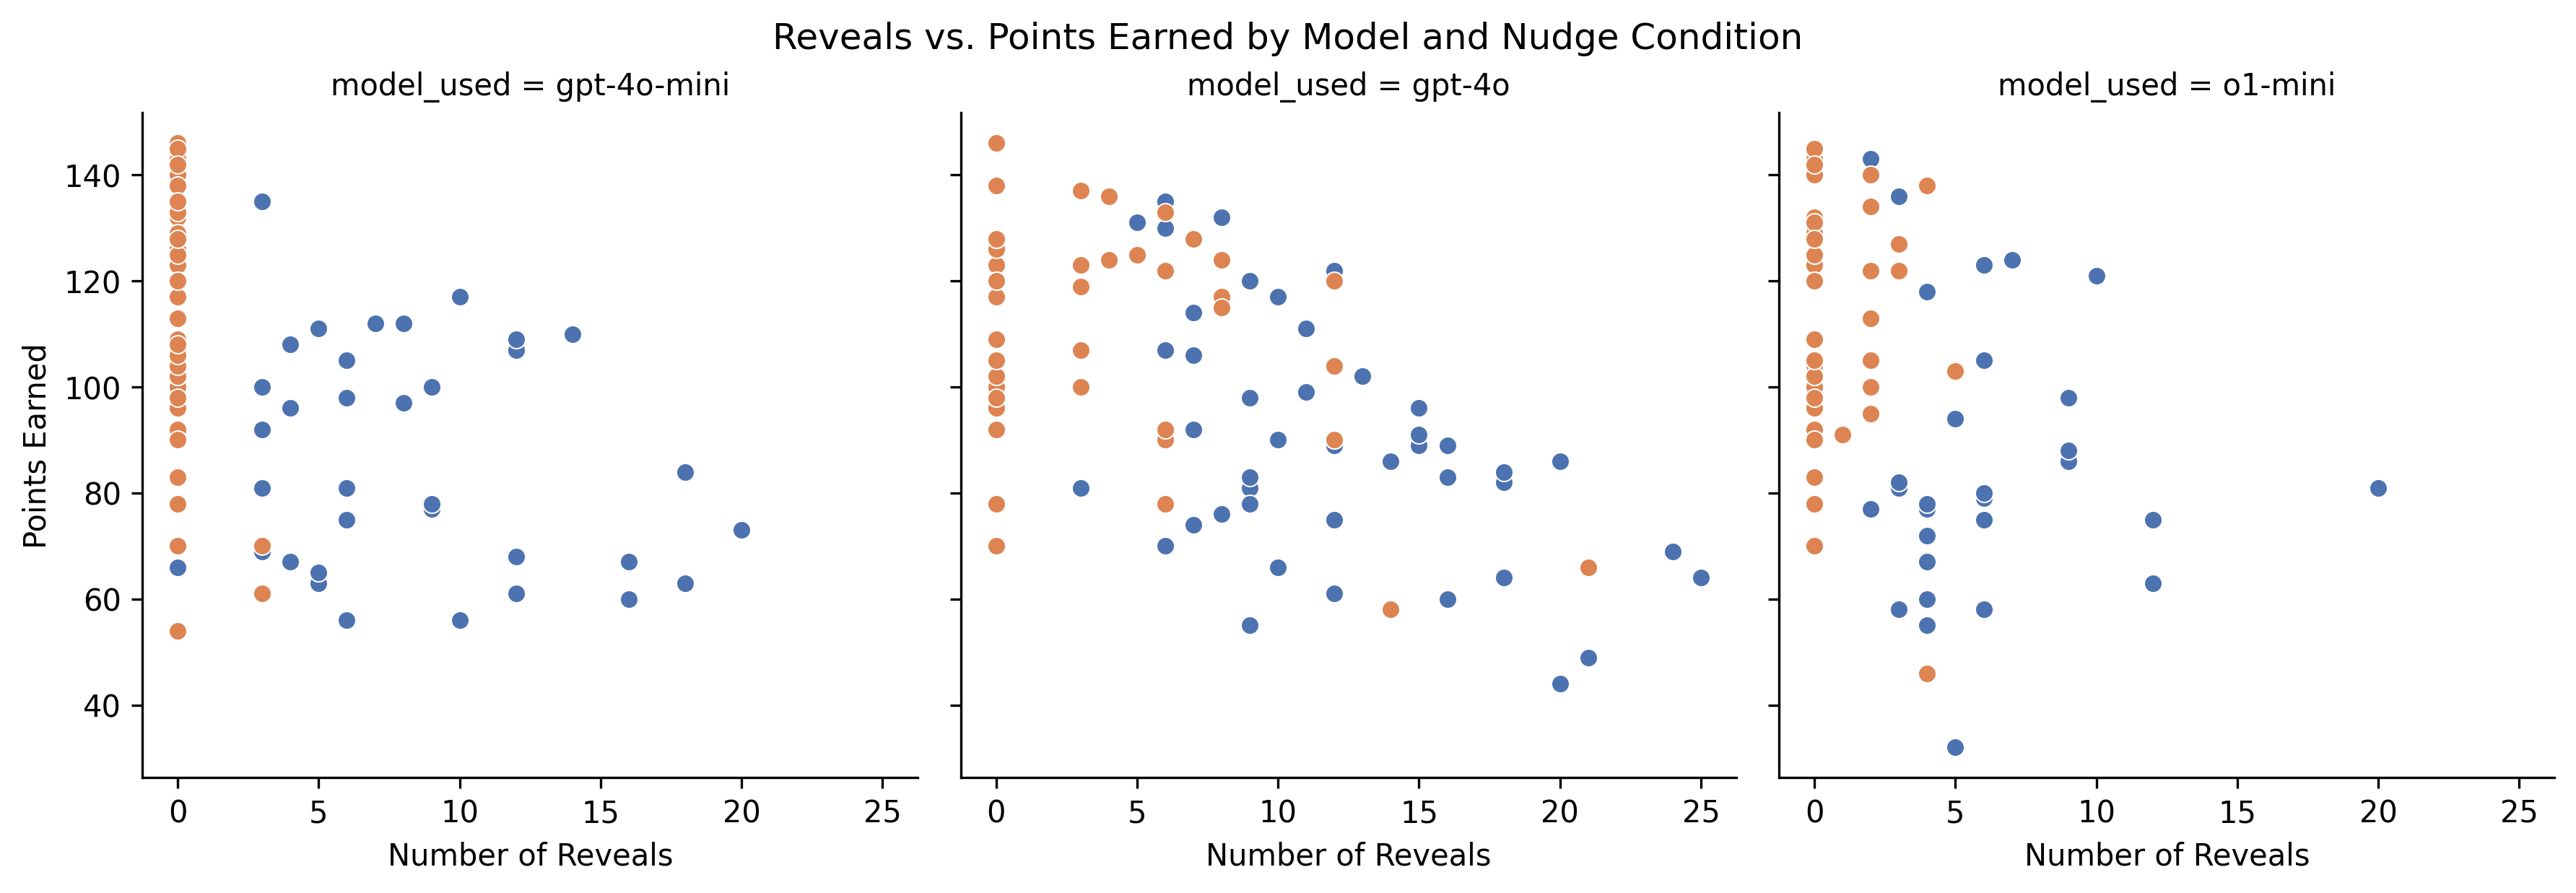 Reveals vs. Points Earned by Model and Nudge Condition
model_used = gpt-4o-mini
model_used = gpt-4o
model_used = o1-mini
Points Earned
140
120
100
80
60
40
0 5 10 15 20 25
0 5 10 15 20 25
0 5 10 15 20 25
Number of Reveals
Number of Reveals
Number of Reveals